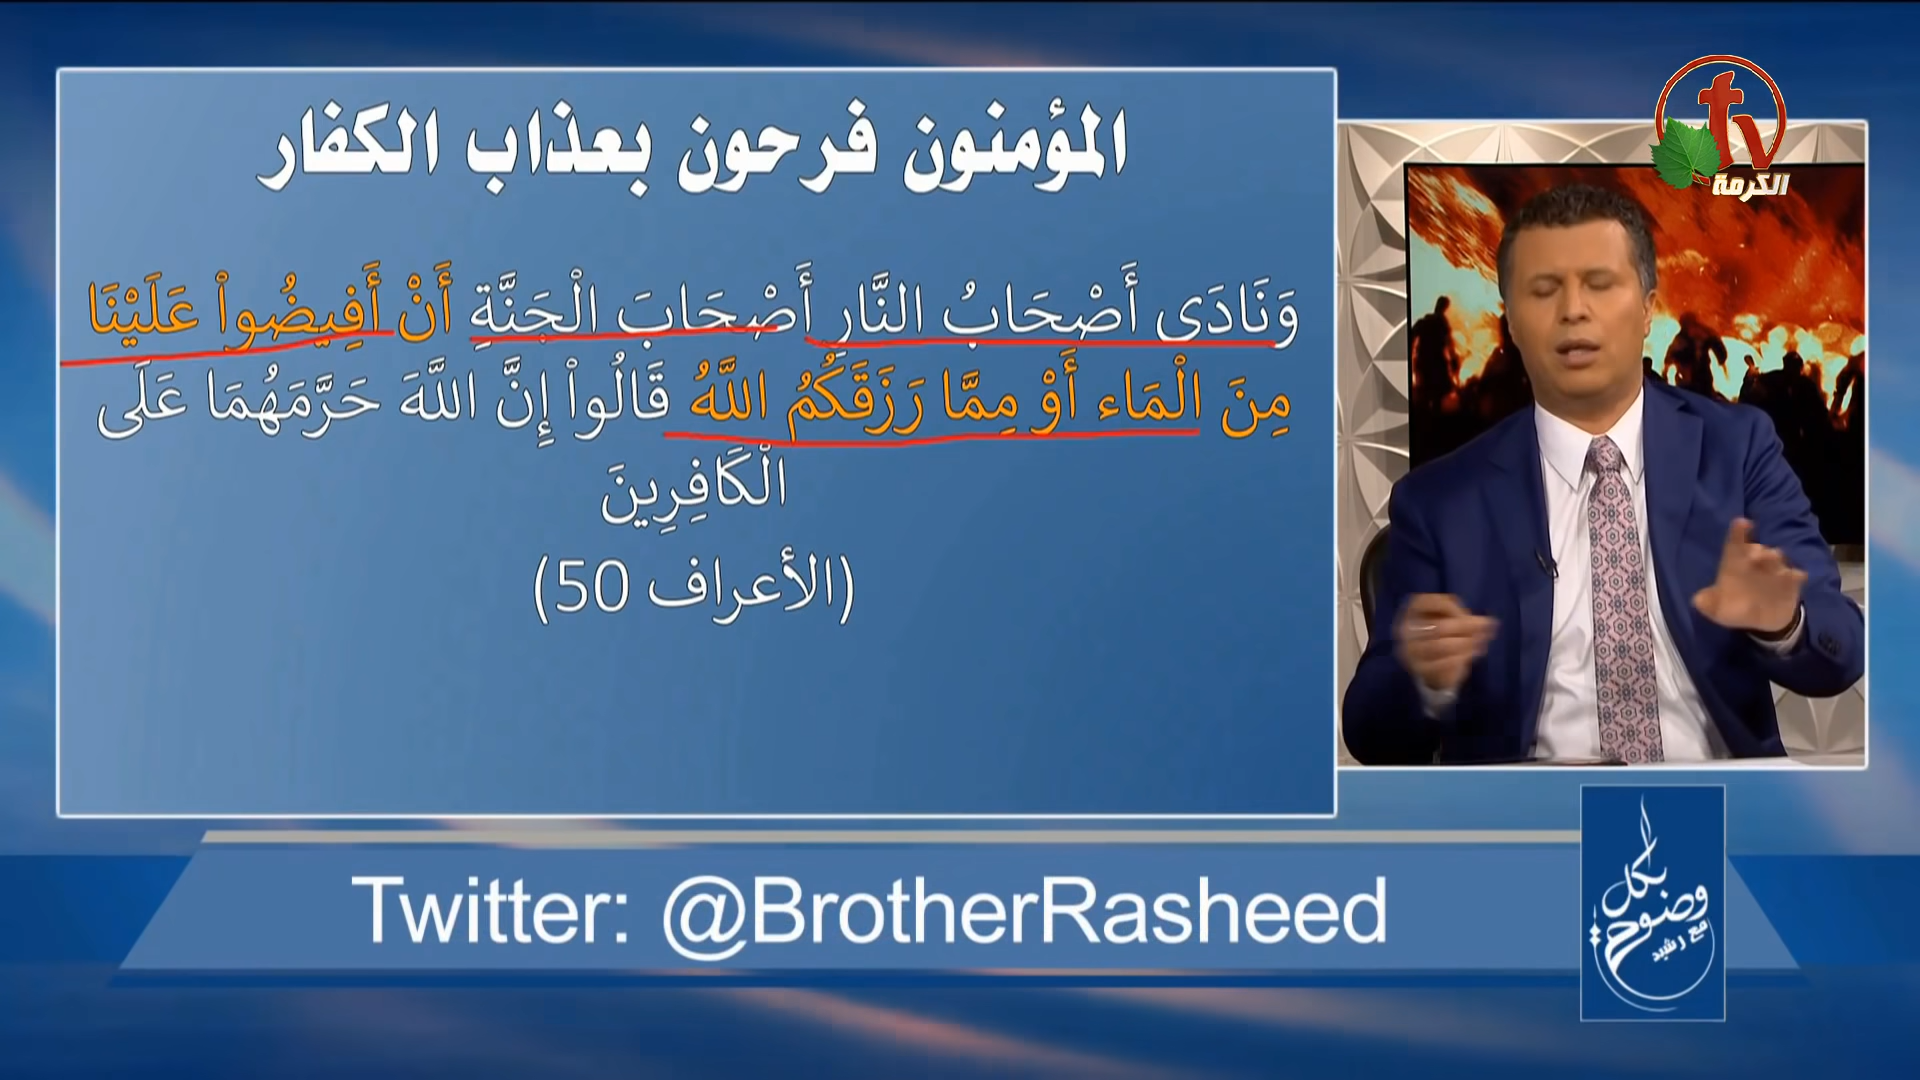 المؤمنون فرحون بعذاب الكفار
وَنَادَى أَصْحَابُ النَّارِ أَصْحَابَ الْجَنَّةِ أَنْ أَفِيضُواْ عَلَيْنَا
مِنَ الْمَاء أَوْ مِمَّا رَزَقَكُمُ اللَّهُ قَالُواْ إِنَّ اللَّهَ حَرَّمَهُمَا عَلَى
الْكَافِرِينَ
(الأعراف 50)
tv
الكرمة
Twitter: @BrotherRasheed
بكل
وضوح
مع رشيد